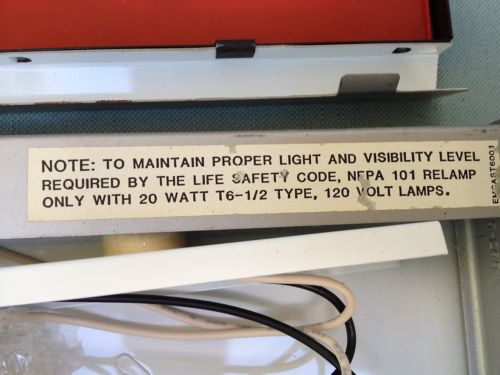 NOTE: TO MAINTAIN PROPER LIGHT AND VISIBILITY LEVEL
REQUIRED BY THE LIFE SAFETY CODE, NFPA 101 RELAMP
ONLY WITH 20 WATT T6-1/2 TYPE, 120 VOLT LAMPS.